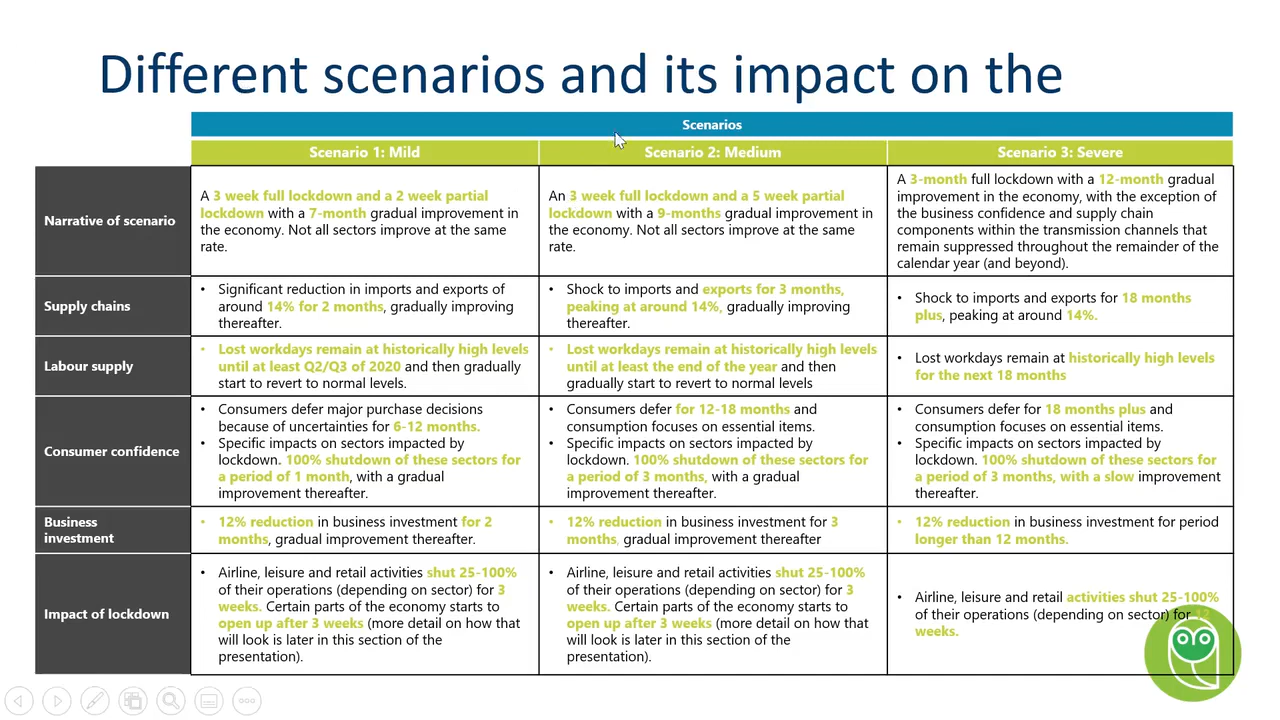 Different scenarios and its impact on the
Scenarios
Scenario 1: Mild
Scenario 2: Medium
Scenario 3: Severe
Narrative of scenario
A 3 week full lockdown and a 2 week partial
lockdown with a 7-month gradual improvement in
the economy. Not all sectors improve at the same
rate.
An 3 week full lockdown and a 5 week partial
lockdown with a 9-months gradual improvement in
the economy. Not all sectors improve at the same
rate.
A 3-month full lockdown with a 12-month gradual
improvement in the economy, with the exception of
the business confidence and supply chain
components within the transmission channels that
remain suppressed throughout the remainder of the
calendar year (and beyond).
Supply chains
• Significant reduction in imports and exports of
around 14% for 2 months, gradually improving
thereafter.
• Shock to imports and exports for 3 months,
peaking at around 14%, gradually improving
thereafter.
• Shock to imports and exports for 18 months
plus, peaking at around 14%.
Labour supply
• Lost workdays remain at historically high levels
until at least Q2/Q3 of 2020 and then gradually
start to revert to normal levels.
• Lost workdays remain at historically high levels
until at least the end of the year and then
gradually start to revert to normal levels
• Lost workdays remain at historically high levels
for the next 18 months
Consumer confidence
• Consumers defer major purchase decisions
because of uncertainties for 6-12 months.
• Specific impacts on sectors impacted by
lockdown. 100% shutdown of these sectors for
a period of 1 month, with a gradual
improvement thereafter.
• Consumers defer for 12-18 months and
consumption focuses on essential items.
• Specific impacts on sectors impacted by
lockdown. 100% shutdown of these sectors for
a period of 3 months, with a gradual
improvement thereafter.
• Consumers defer for 18 months plus and
consumption focuses on essential items.
• Specific impacts on sectors impacted by
lockdown. 100% shutdown of these sectors for
a period of 3 months, with a slow improvement
thereafter.
Business
investment
• 12% reduction in business investment for 2
months, gradual improvement thereafter.
• 12% reduction in business investment for 3
months, gradual improvement thereafter
• 12% reduction in business investment for period
longer than 12 months.
Impact of lockdown
• Airline, leisure and retail activities shut 25-100%
of their operations (depending on sector) for 3
weeks. Certain parts of the economy starts to
open up after 3 weeks (more detail on how that
will look is later in this section of the
presentation).
• Airline, leisure and retail activities shut 25-100%
of their operations (depending on sector) for 3
weeks. Certain parts of the economy starts to
open up after 3 weeks (more detail on how that
will look is later in this section of the
presentation).
• Airline, leisure and retail activities shut 25-100%
of their operations (depending on sector) for 12
weeks.